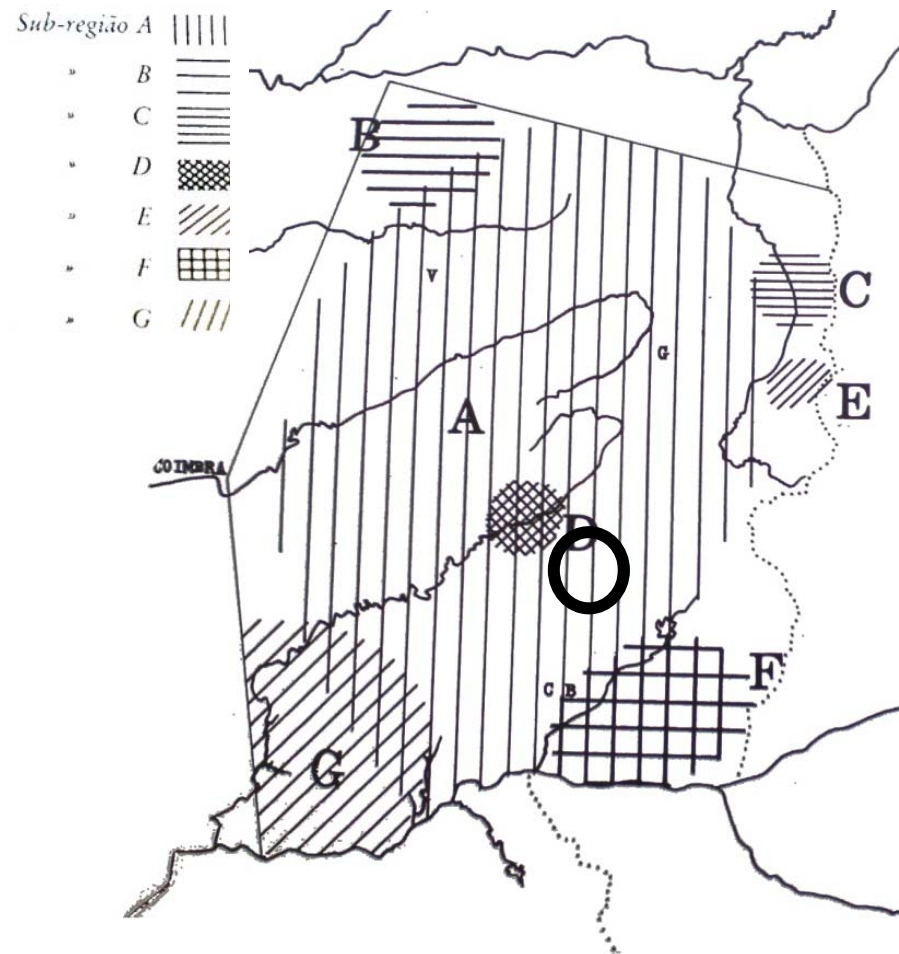 Sub-região A
» B
» C
» D
» E
» F
» G
B
V
C
G
E
A
COIMBRA
D
F
C B
G